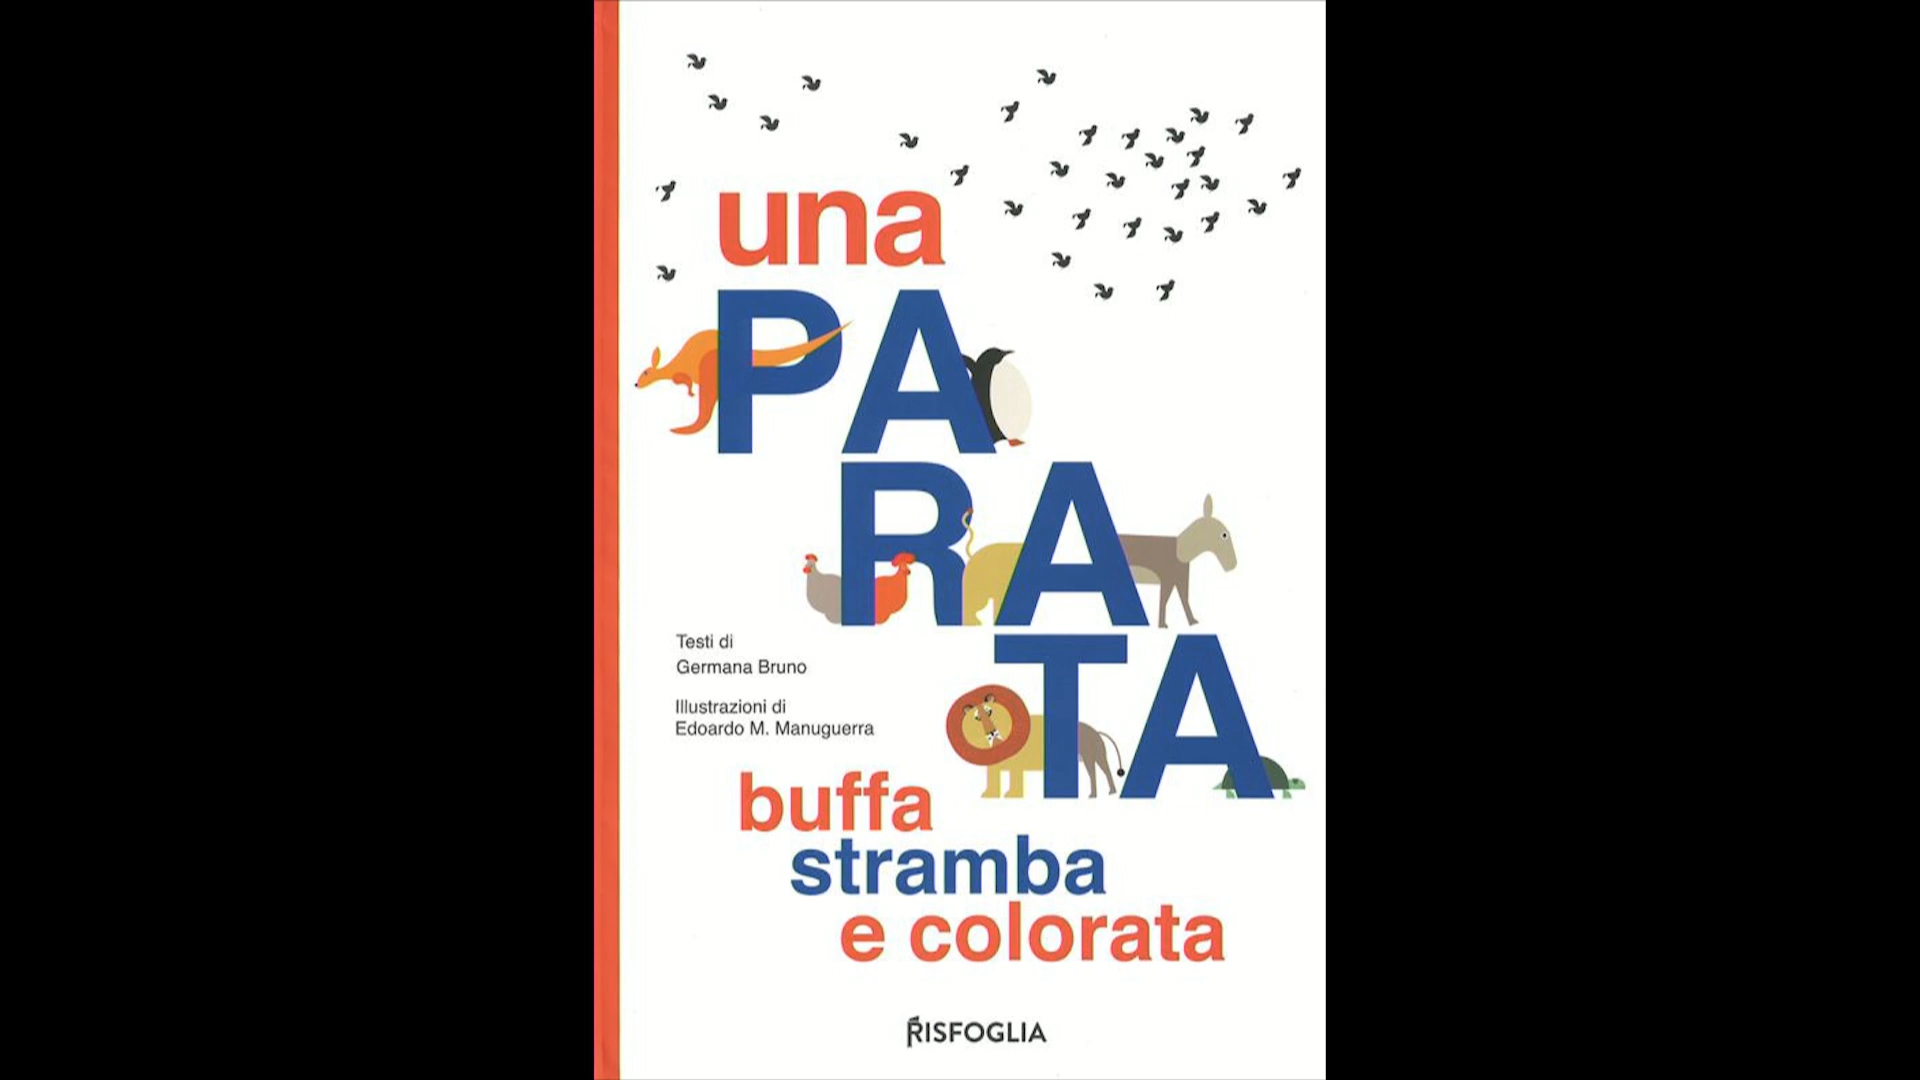 una
PA
RA
TA
Testi di
Germana Bruno
Illustrazioni di
Edoardo M. Manuguerra
buffa
stramba
e colorata
RISFOGLIA